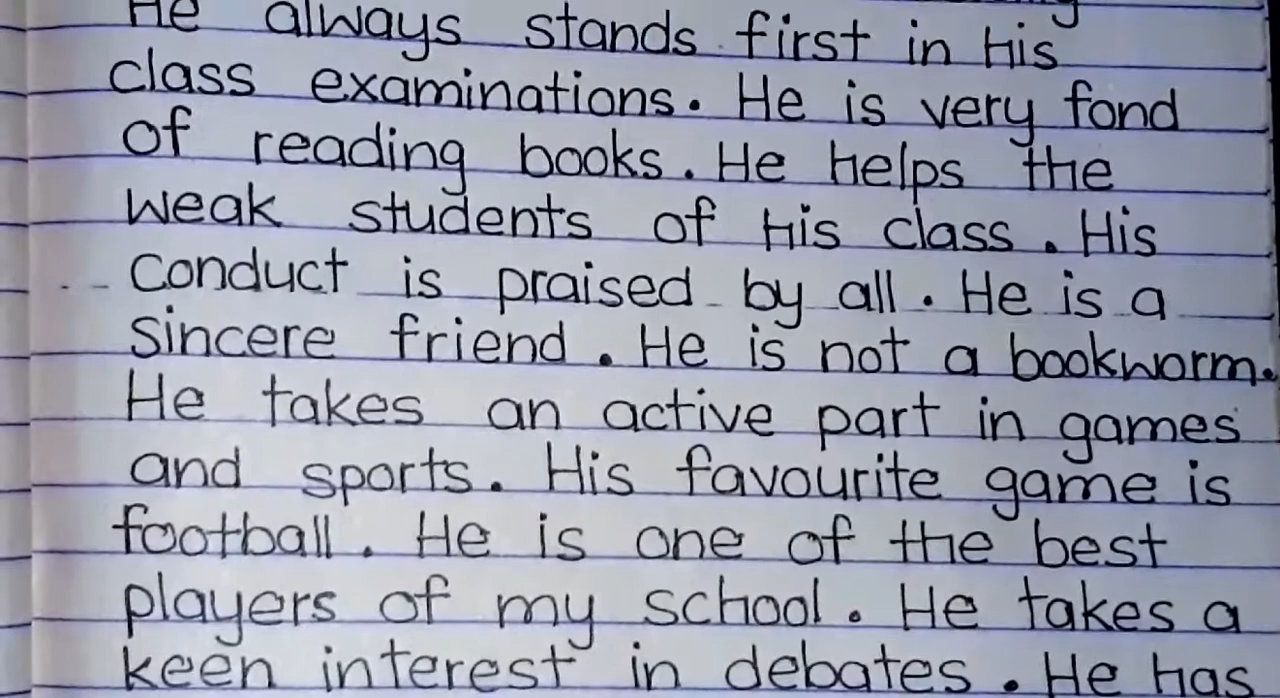 He always stands first in his
class examinations. He is very fond
of reading books. He helps the
weak students of his class. His
conduct is praised by all. He is a
sincere friend. He is not a bookworm.
He takes an active part in games
and sports. His favourite game is
football. He is one of the best
players of my school. He takes a
keen interest in debates. He has